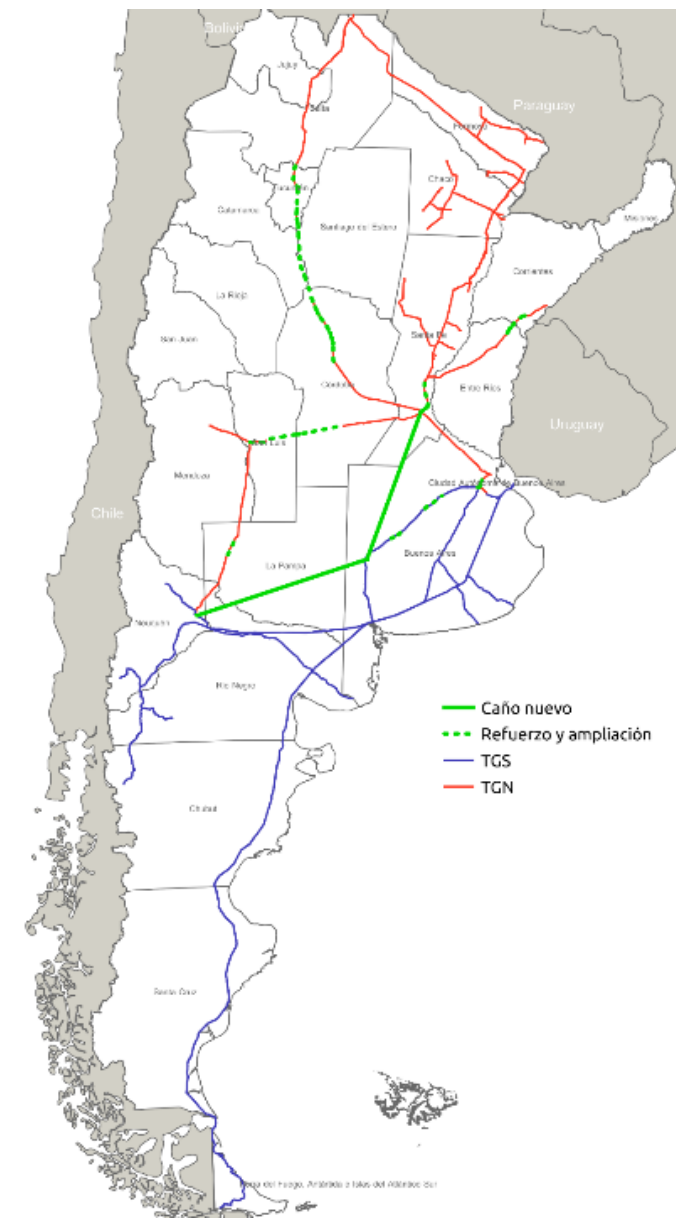 Bolivi
Jujuy
Salta
Paraguay
Formosa
Chaco
Tucumán
Catamarca
Santiago del Estero
Misiones
Corrientes
La Rioja
San Juan
Santa Fe
Córdoba
Entre Ríos
Uruguay
San Luis
Mendoza
Ciudad Autónoma de Buenos Aires
Chile
Buenos Aires
La Pampa
Neuquén
Río Negro
Caño nuevo
Refuerzo y ampliación
TGS
TGN
Chubut
Santa Cruz
Tierra del Fuego, Antártida e Islas del Atlántico Sur